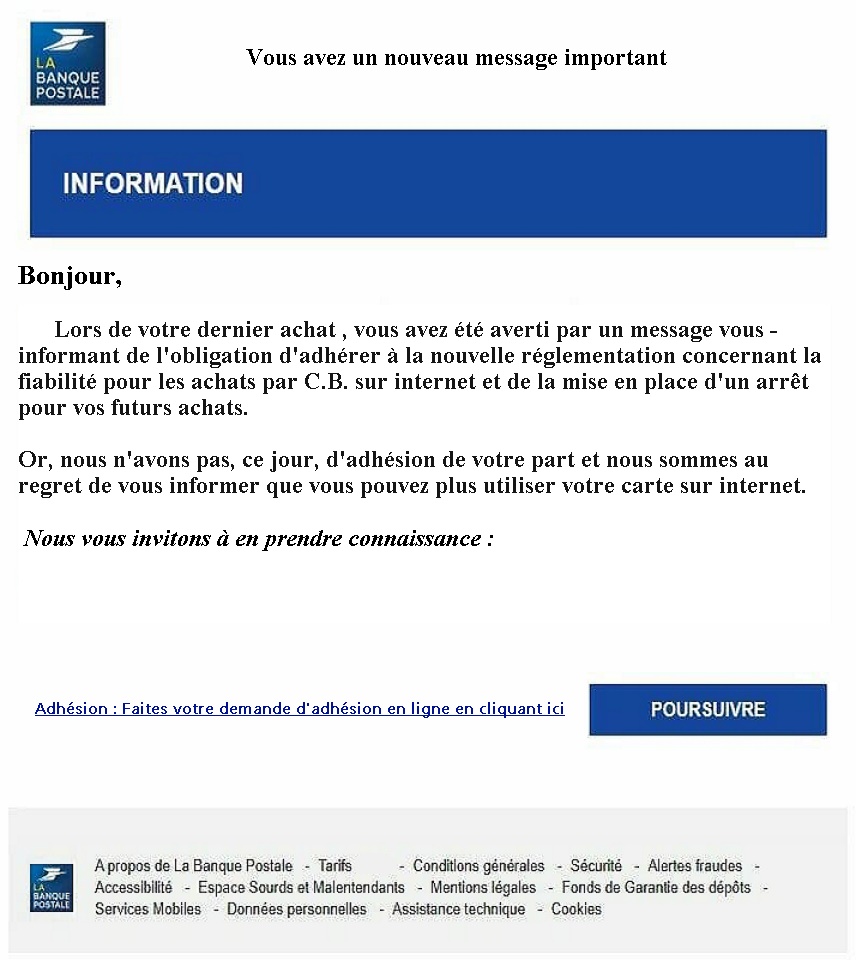 LA
BANQUE
POSTALE
Vous avez un nouveau message important
INFORMATION
Bonjour,
Lors de votre dernier achat , vous avez été averti par un message vous -
informant de l'obligation d'adhérer à la nouvelle réglementation concernant la
fiabilité pour les achats par C.B. sur internet et de la mise en place d'un arrêt
pour vos futurs achats.
Or, nous n'avons pas, ce jour, d'adhésion de votre part et nous sommes au
regret de vous informer que vous pouvez plus utiliser votre carte sur internet.
Nous vous invitons à en prendre connaissance :
Adhésion : Faites votre demande d'adhésion en ligne en cliquant ici
POURSUIVRE
LA
BANQUE
POSTALE
A propos de La Banque Postale - Tarifs - Conditions générales - Sécurité - Alertes fraudes -
Accessibilité - Espace Sourds et Malentendants - Mentions légales - Fonds de Garantie des dépôts -
Services Mobiles - Données personnelles - Assistance technique - Cookies